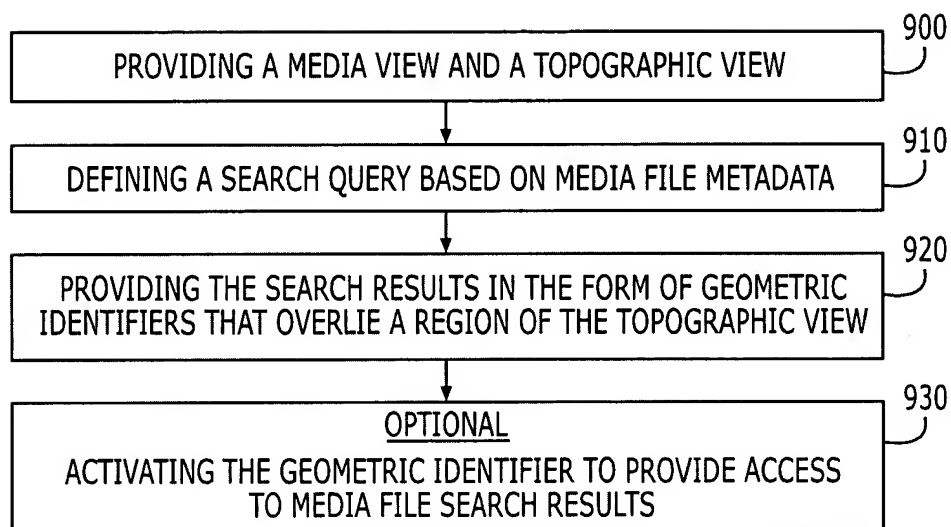 900
PROVIDING A MEDIA VIEW AND A TOPOGRAPHIC VIEW
910
DEFINING A SEARCH QUERY BASED ON MEDIA FILE METADATA
920
PROVIDING THE SEARCH RESULTS IN THE FORM OF GEOMETRIC
IDENTIFIERS THAT OVERLIE A REGION OF THE TOPOGRAPHIC VIEW
930
OPTIONAL
ACTIVATING THE GEOMETRIC IDENTIFIER TO PROVIDE ACCESS
TO MEDIA FILE SEARCH RESULTS